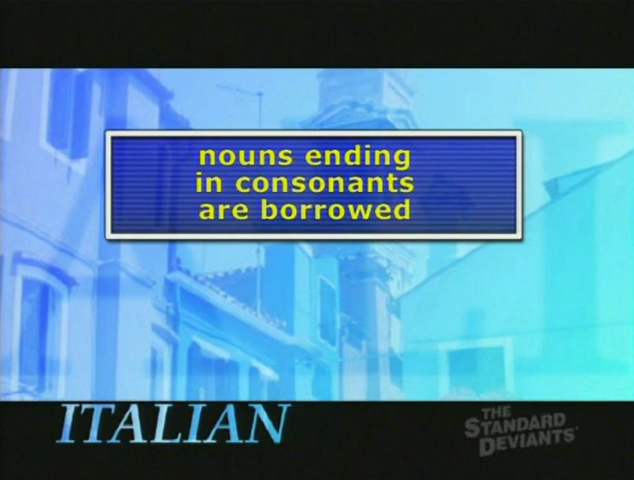 nouns ending
in consonants
are borrowed
ITALIAN
THE
STANDARD
DEVIANTS